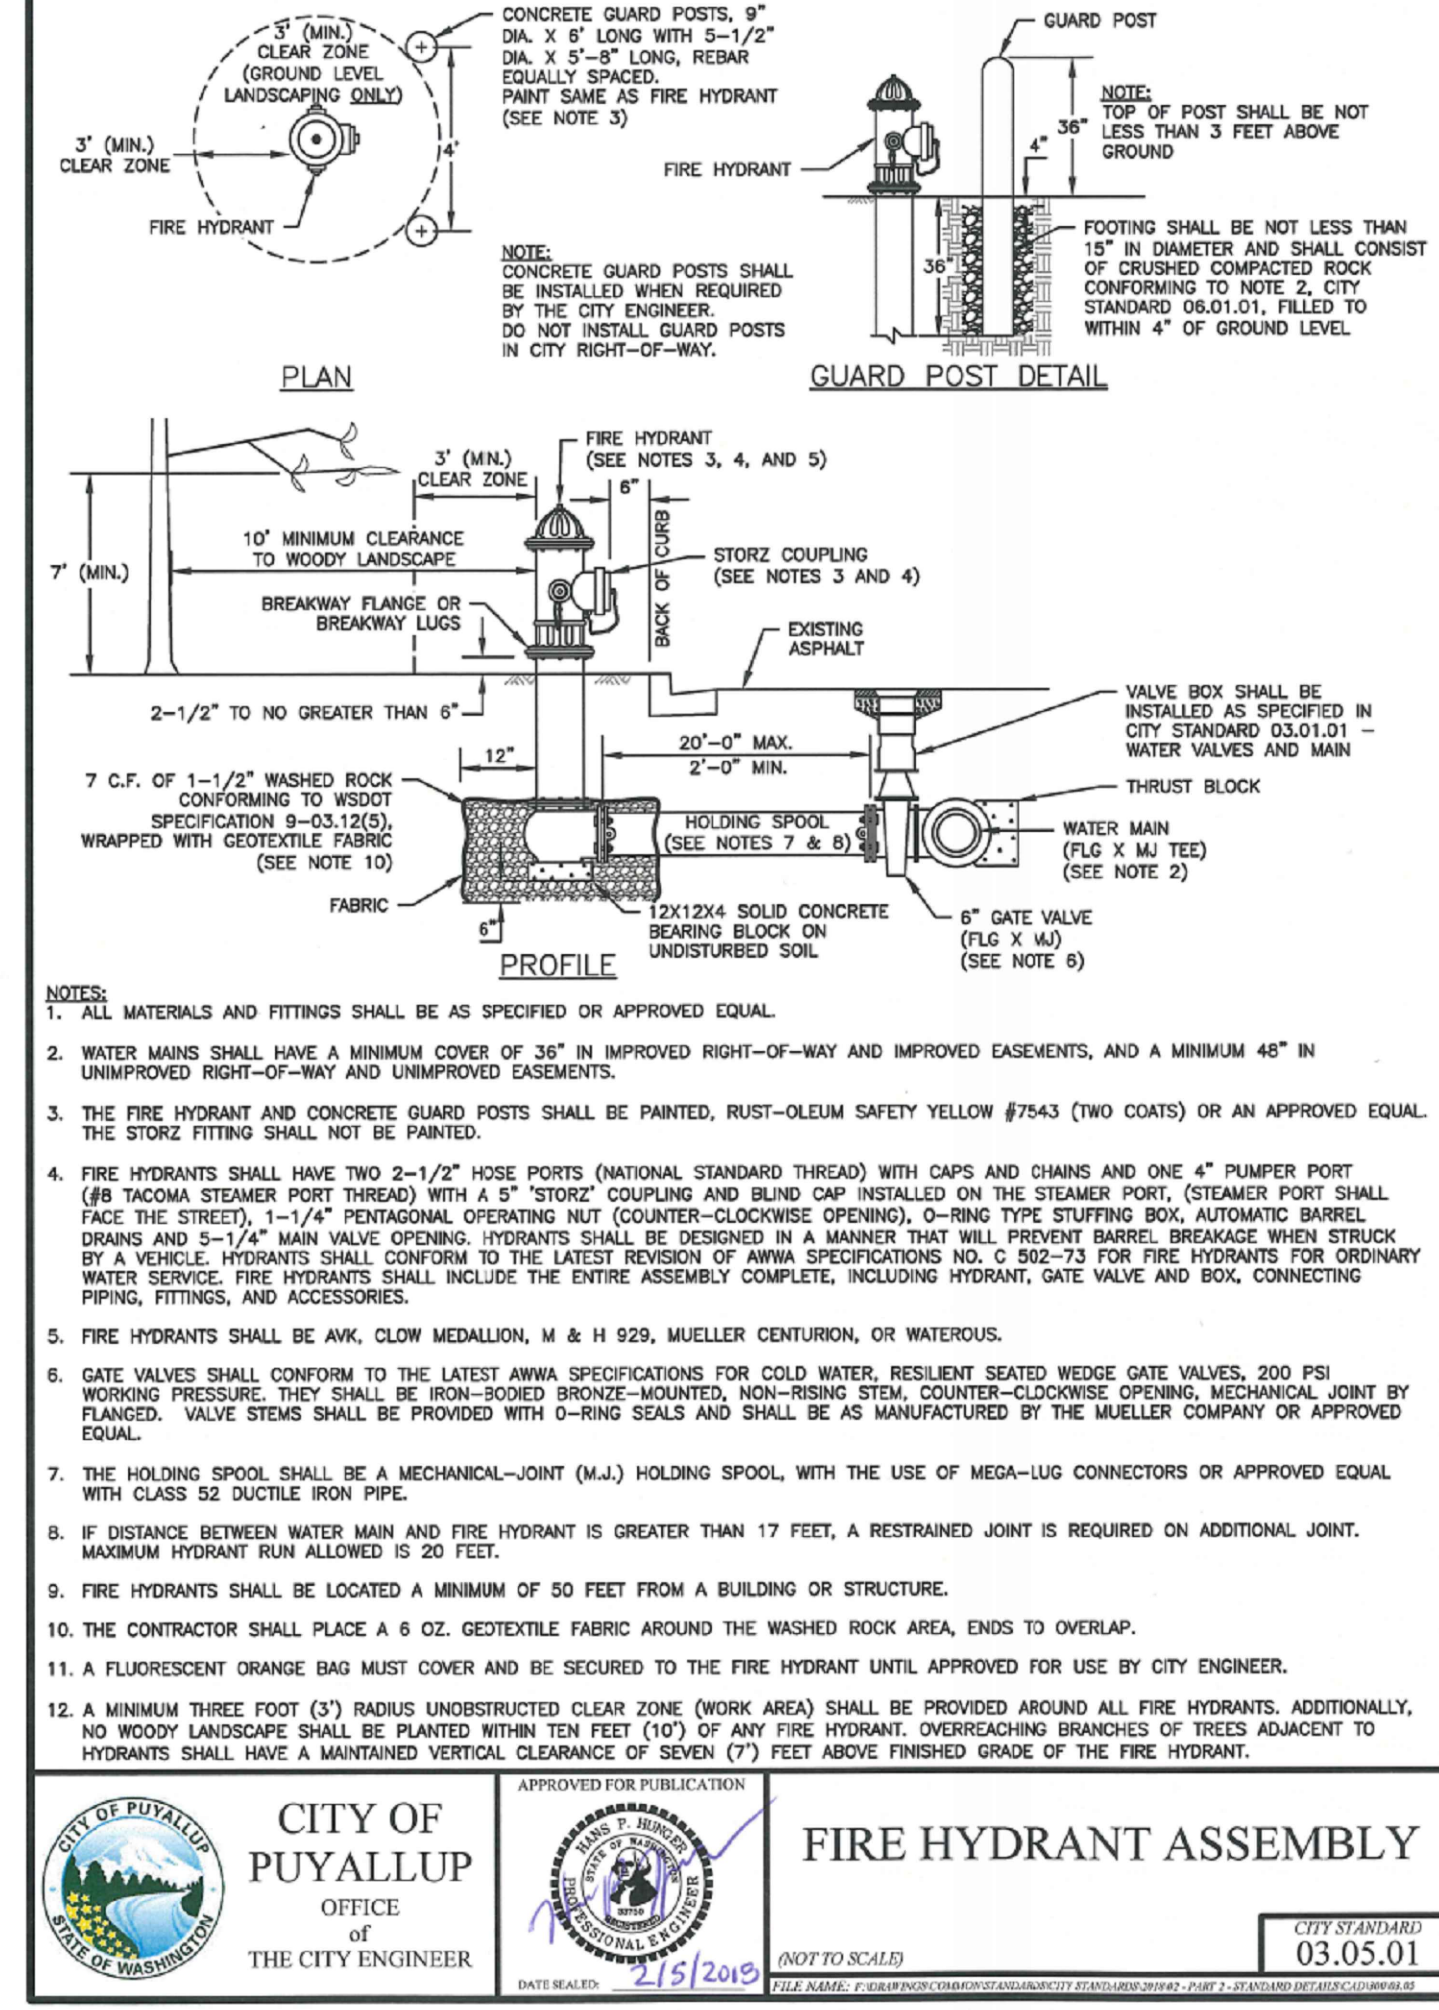 3' (MIN.)
CLEAR ZONE
(GROUND LEVEL
LANDSCAPING ONLY)
3' (MIN.)
CLEAR ZONE
4'
FIRE HYDRANT
CONCRETE GUARD POSTS, 9"
DIA. X 6' LONG WITH 5-1/2"
DIA. X 5'-8" LONG, REBAR
EQUALLY SPACED.
PAINT SAME AS FIRE HYDRANT
(SEE NOTE 3)
NOTE:
CONCRETE GUARD POSTS SHALL
BE INSTALLED WHEN REQUIRED
BY THE CITY ENGINEER.
DO NOT INSTALL GUARD POSTS
IN CITY RIGHT-OF-WAY.
PLAN
GUARD POST
NOTE:
TOP OF POST SHALL BE NOT
LESS THAN 3 FEET ABOVE
GROUND
36"
4"
FIRE HYDRANT
36"
FOOTING SHALL BE NOT LESS THAN
15" IN DIAMETER AND SHALL CONSIST
OF CRUSHED COMPACTED ROCK
CONFORMING TO NOTE 2, CITY
STANDARD 06.01.01, FILLED TO
WITHIN 4" OF GROUND LEVEL
GUARD POST DETAIL
FIRE HYDRANT
(SEE NOTES 3, 4, AND 5)
3' (MIN.)
CLEAR ZONE
6"
10' MINIMUM CLEARANCE
TO WOODY LANDSCAPE
7' (MIN.)
BACK OF CURB
STORZ COUPLING
(SEE NOTES 3 AND 4)
BREAKWAY FLANGE OR
BREAKWAY LUGS
EXISTING
ASPHALT
2-1/2" TO NO GREATER THAN 6"
VALVE BOX SHALL BE
INSTALLED AS SPECIFIED IN
CITY STANDARD 03.01.01 -
WATER VALVES AND MAIN
12"
20'-0" MAX.
2'-0" MIN.
7 C.F. OF 1-1/2" WASHED ROCK
CONFORMING TO WSDOT
SPECIFICATION 9-03.12(5),
WRAPPED WITH GEOTEXTILE FABRIC
(SEE NOTE 10)
THRUST BLOCK
HOLDING SPOOL
(SEE NOTES 7 & 8)
WATER MAIN
(FLG X MJ TEE)
(SEE NOTE 2)
FABRIC
6"
12X12X4 SOLID CONCRETE
BEARING BLOCK ON
UNDISTURBED SOIL
6" GATE VALVE
(FLG X MJ)
(SEE NOTE 6)
PROFILE
NOTES:
1. ALL MATERIALS AND FITTINGS SHALL BE AS SPECIFIED OR APPROVED EQUAL.
2. WATER MAINS SHALL HAVE A MINIMUM COVER OF 36" IN IMPROVED RIGHT-OF-WAY AND IMPROVED EASEMENTS, AND A MINIMUM 48" IN
UNIMPROVED RIGHT-OF-WAY AND UNIMPROVED EASEMENTS.
3. THE FIRE HYDRANT AND CONCRETE GUARD POSTS SHALL BE PAINTED, RUST-OLEUM SAFETY YELLOW #7543 (TWO COATS) OR AN APPROVED EQUAL.
THE STORZ FITTING SHALL NOT BE PAINTED.
4. FIRE HYDRANTS SHALL HAVE TWO 2-1/2" HOSE PORTS (NATIONAL STANDARD THREAD) WITH CAPS AND CHAINS AND ONE 4" PUMPER PORT
(#8 TACOMA STEAMER PORT THREAD) WITH A 5" 'STORZ' COUPLING AND BLIND CAP INSTALLED ON THE STEAMER PORT, (STEAMER PORT SHALL
FACE THE STREET), 1-1/4" PENTAGONAL OPERATING NUT (COUNTER-CLOCKWISE OPENING), O-RING TYPE STUFFING BOX, AUTOMATIC BARREL
DRAINS AND 5-1/4" MAIN VALVE OPENING. HYDRANTS SHALL BE DESIGNED IN A MANNER THAT WILL PREVENT BARREL BREAKAGE WHEN STRUCK
BY A VEHICLE. HYDRANTS SHALL CONFORM TO THE LATEST REVISION OF AWWA SPECIFICATIONS NO. C 502-73 FOR FIRE HYDRANTS FOR ORDINARY
WATER SERVICE. FIRE HYDRANTS SHALL INCLUDE THE ENTIRE ASSEMBLY COMPLETE, INCLUDING HYDRANT, GATE VALVE AND BOX, CONNECTING
PIPING, FITTINGS, AND ACCESSORIES.
5. FIRE HYDRANTS SHALL BE AVK, CLOW MEDALLION, M & H 929, MUELLER CENTURION, OR WATEROUS.
6. GATE VALVES SHALL CONFORM TO THE LATEST AWWA SPECIFICATIONS FOR COLD WATER, RESILIENT SEATED WEDGE GATE VALVES, 200 PSI
WORKING PRESSURE. THEY SHALL BE IRON-BODIED BRONZE-MOUNTED, NON-RISING STEM, COUNTER-CLOCKWISE OPENING, MECHANICAL JOINT BY
FLANGED. VALVE STEMS SHALL BE PROVIDED WITH O-RING SEALS AND SHALL BE AS MANUFACTURED BY THE MUELLER COMPANY OR APPROVED
EQUAL.
7. THE HOLDING SPOOL SHALL BE A MECHANICAL-JOINT (M.J.) HOLDING SPOOL, WITH THE USE OF MEGA-LUG CONNECTORS OR APPROVED EQUAL
WITH CLASS 52 DUCTILE IRON PIPE.
8. IF DISTANCE BETWEEN WATER MAIN AND FIRE HYDRANT IS GREATER THAN 17 FEET, A RESTRAINED JOINT IS REQUIRED ON ADDITIONAL JOINT.
MAXIMUM HYDRANT RUN ALLOWED IS 20 FEET.
9. FIRE HYDRANTS SHALL BE LOCATED A MINIMUM OF 50 FEET FROM A BUILDING OR STRUCTURE.
10. THE CONTRACTOR SHALL PLACE A 6 OZ. GEOTEXTILE FABRIC AROUND THE WASHED ROCK AREA, ENDS TO OVERLAP.
11. A FLUORESCENT ORANGE BAG MUST COVER AND BE SECURED TO THE FIRE HYDRANT UNTIL APPROVED FOR USE BY CITY ENGINEER.
12. A MINIMUM THREE FOOT (3') RADIUS UNOBSTRUCTED CLEAR ZONE (WORK AREA) SHALL BE PROVIDED AROUND ALL FIRE HYDRANTS. ADDITIONALLY,
NO WOODY LANDSCAPE SHALL BE PLANTED WITHIN TEN FEET (10') OF ANY FIRE HYDRANT. OVERREACHING BRANCHES OF TREES ADJACENT TO
HYDRANTS SHALL HAVE A MAINTAINED VERTICAL CLEARANCE OF SEVEN (7') FEET ABOVE FINISHED GRADE OF THE FIRE HYDRANT.
CITY OF PUYALLUP
STATE OF WASHINGTON
CITY OF
PUYALLUP
OFFICE
of
THE CITY ENGINEER
APPROVED FOR PUBLICATION
HANS P. HUNGER
STATE OF WASHINGTON
REGISTERED
PROFESSIONAL ENGINEER
DATE SEALED:
FIRE HYDRANT ASSEMBLY
(NOT TO SCALE)
CITY STANDARD
03.05.01
FILE NAME: F:\DRAWINGS\COMMON\STANDARDS\CITY STANDARDS\2018\02 - PART 2 - STANDARD DETAILS\CAD\300\03.05